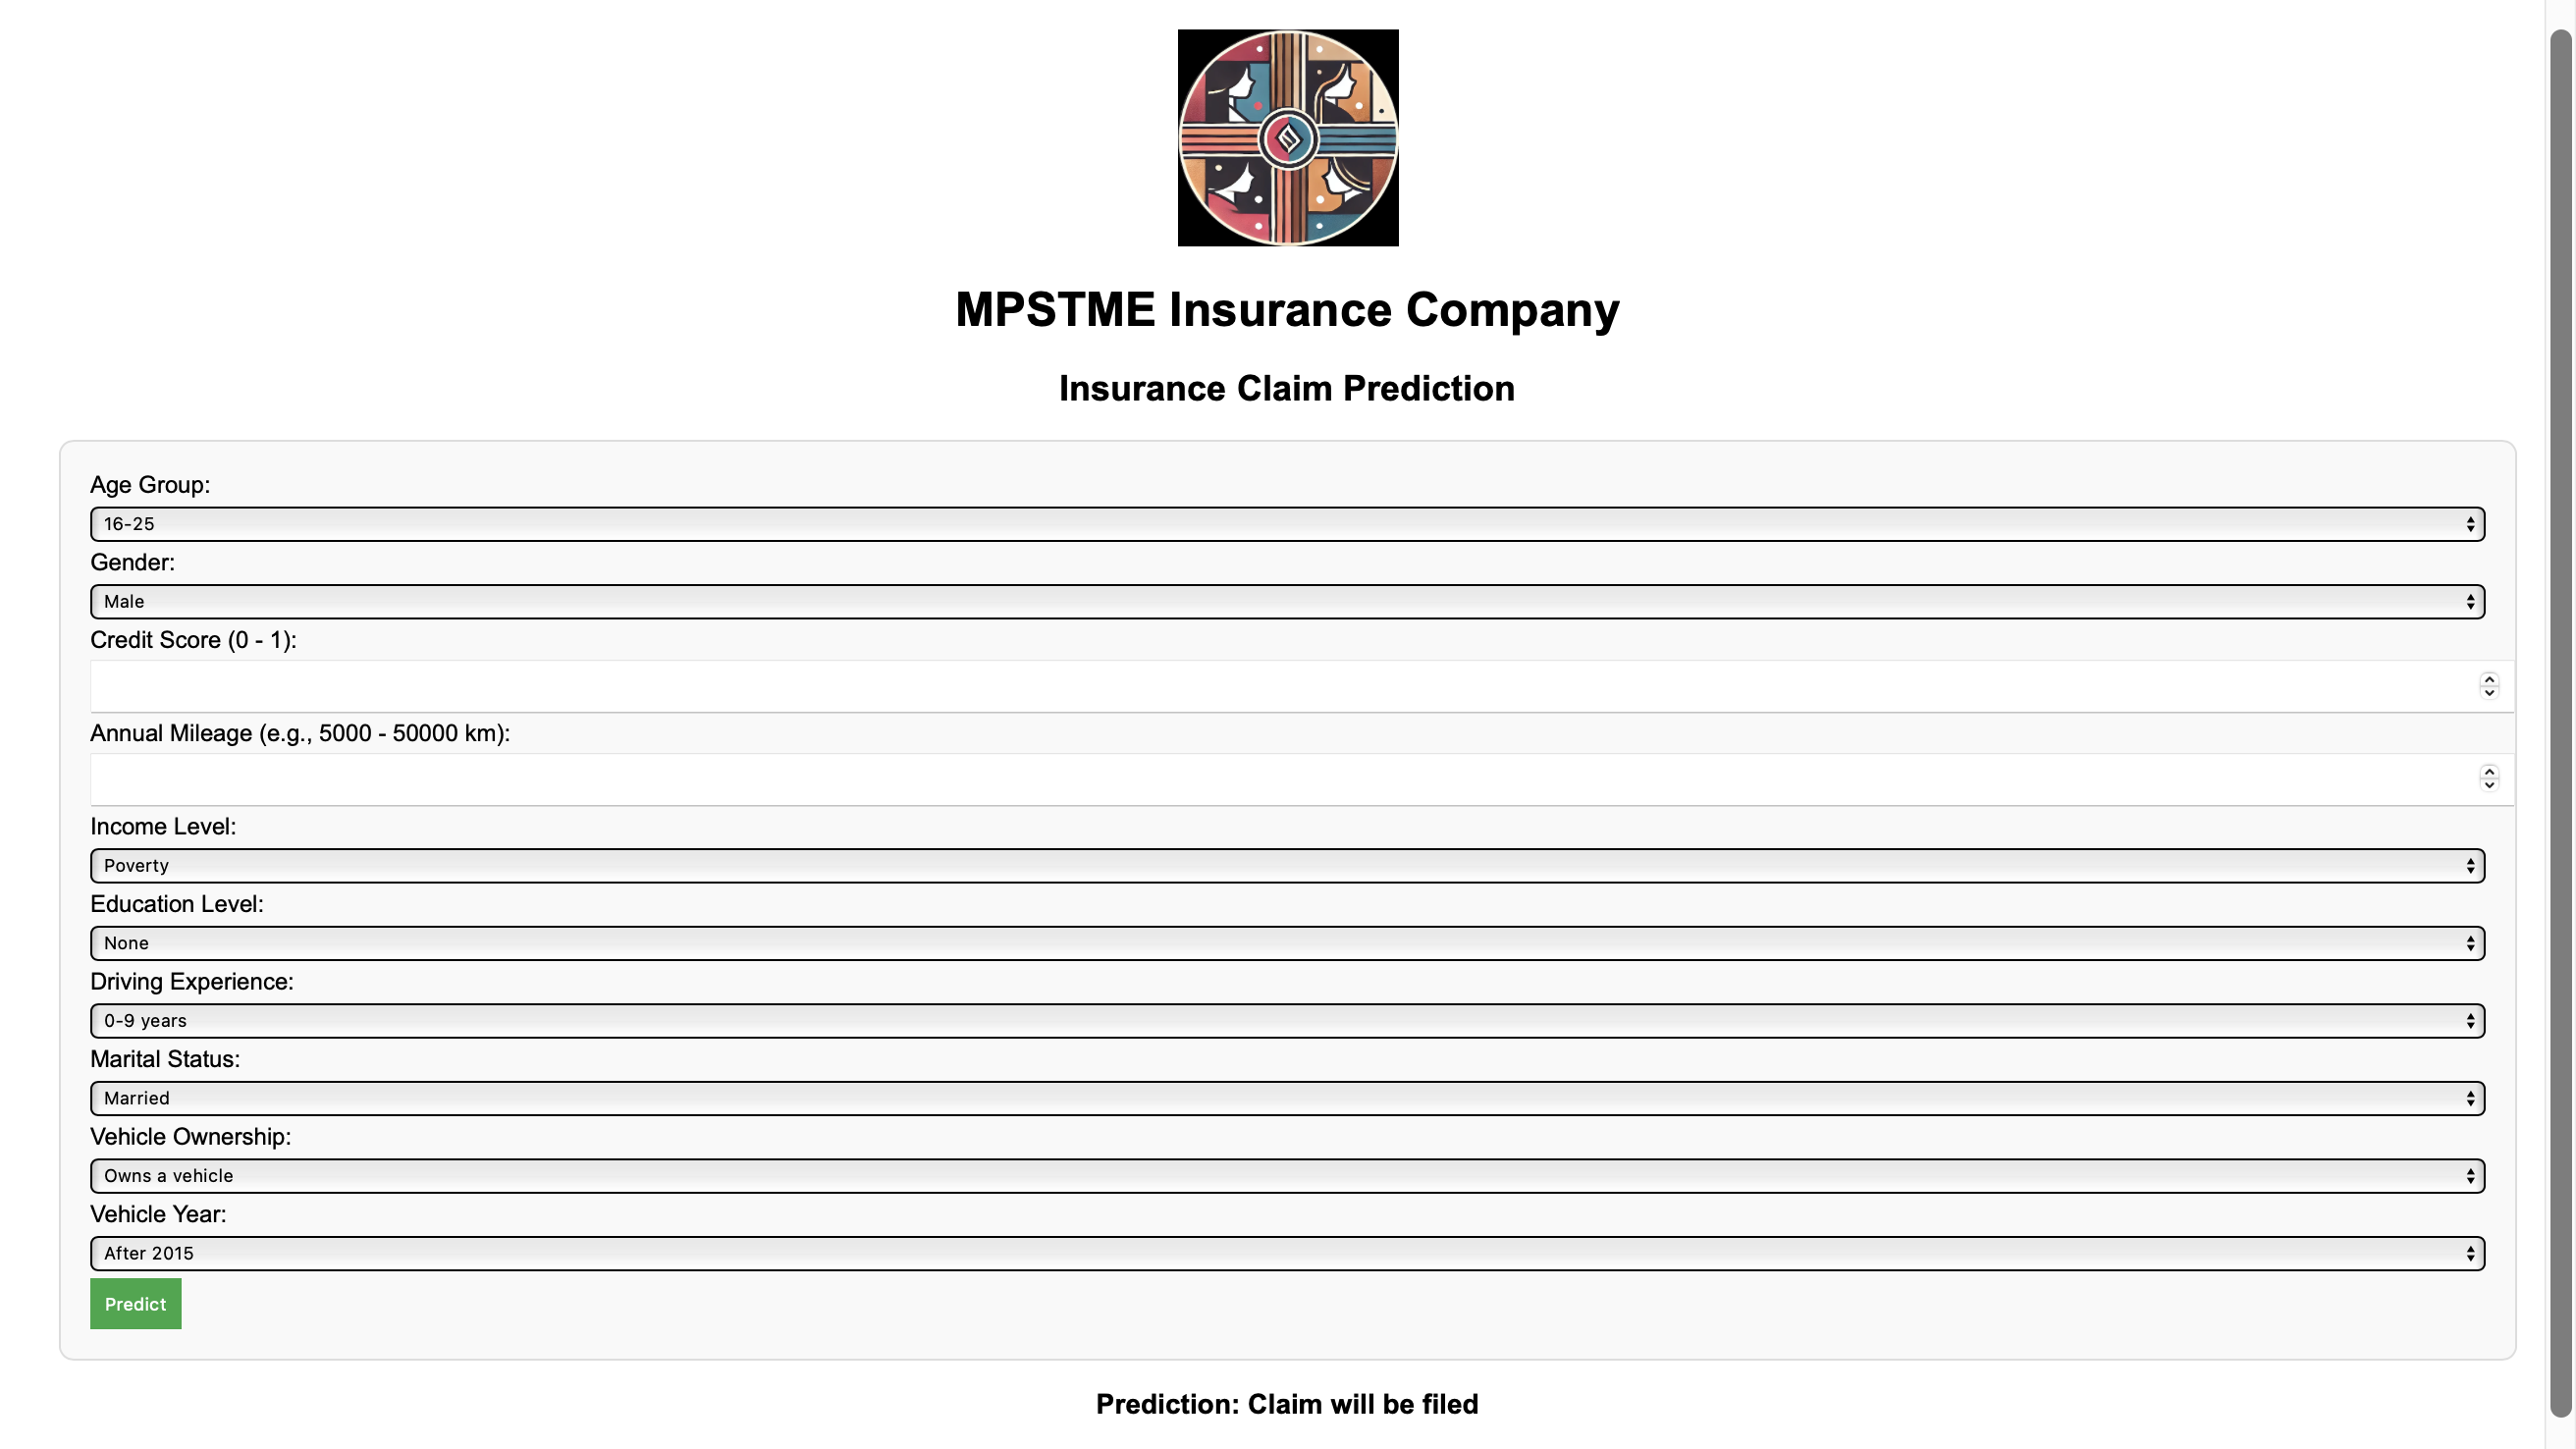 MPSTME Insurance Company
Insurance Claim Prediction
Age Group:
16-25
Gender:
Male
Credit Score (0 - 1):
Annual Mileage (e.g., 5000 - 50000 km):
Income Level:
Poverty
Education Level:
None
Driving Experience:
0-9 years
Marital Status:
Married
Vehicle Ownership:
Owns a vehicle
Vehicle Year:
After 2015
Predict
Prediction: Claim will be filed